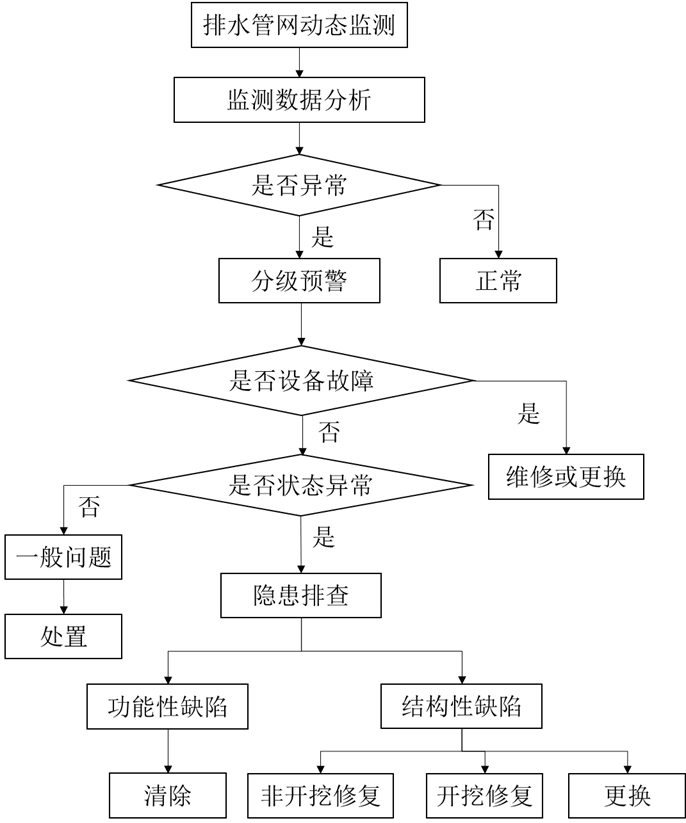 排水管网动态监测
监测数据分析
是否异常
否
是
分级预警
正常
是否设备故障
是
否
维修或更换
是否状态异常
否
是
一般问题
隐患排查
处置
功能性缺陷
结构性缺陷
清除
非开挖修复
开挖修复
更换